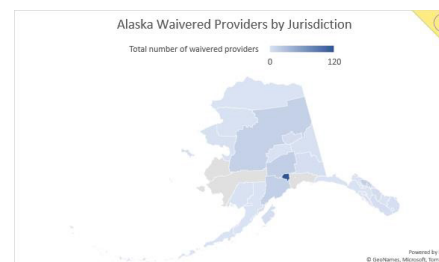 Alaska Waivered Providers by Jurisdiction
Total number of waivered providers
0 120
Powered by
© GeoNames, Microsoft, Tom